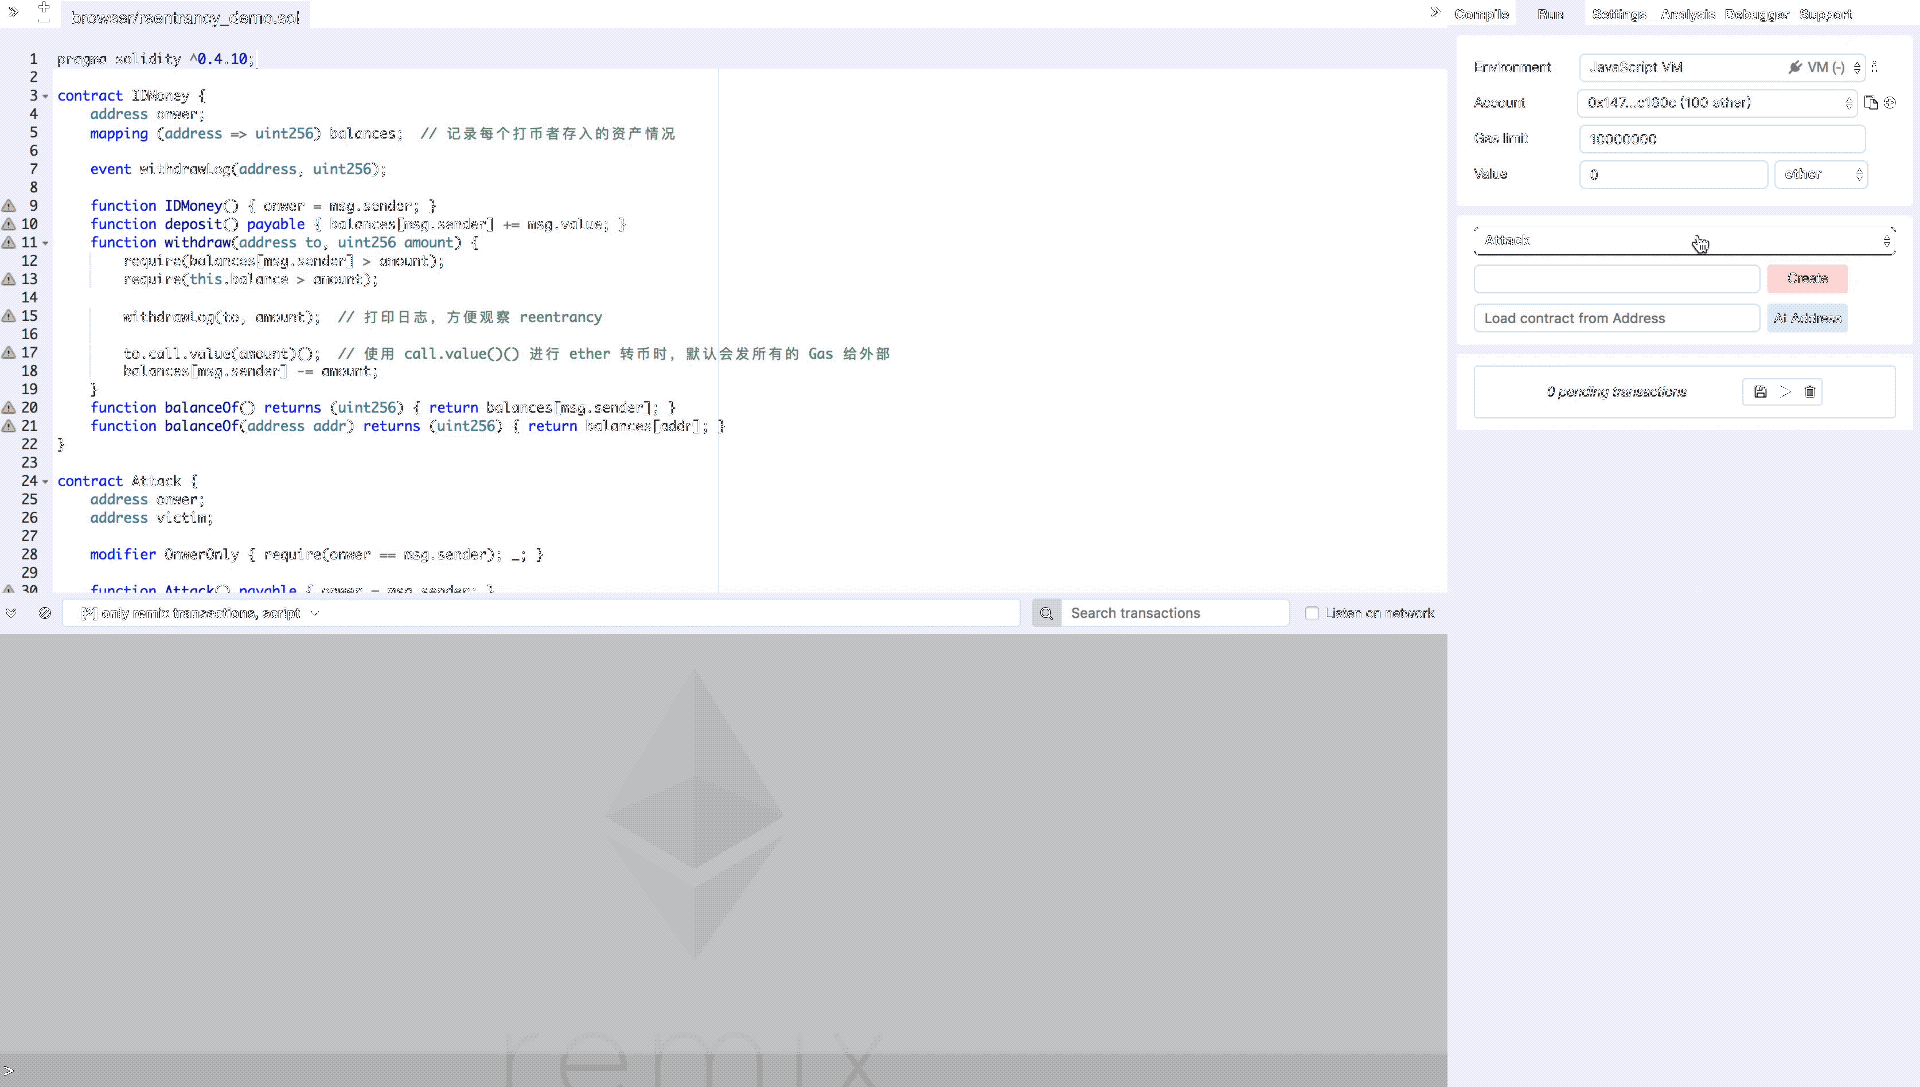 browser/reentrancy_demo.sol
Compile Run Settings Analysis Debugger Support
1 pragma solidity ^0.4.10;
2
3 contract IDMoney {
4 address onwer;
5 mapping (address => uint256) balances; // 记录每个打币者存入的资产情况
6
7 event withdrawLog(address, uint256);
8
9 function IDMoney() { onwer = msg.sender; }
10 function deposit() payable { balances[msg.sender] += msg.value; }
11 function withdraw(address to, uint256 amount) {
12 require(balances[msg.sender] > amount);
13 require(this.balance > amount);
14
15 withdrawLog(to, amount); // 打印日志，方便观察 reentrancy
16
17 to.call.value(amount)(); // 使用 call.value()() 进行 ether 转币时，默认会发所有的 Gas 给外部
18 balances[msg.sender] -= amount;
19 }
20 function balanceOf() returns (uint256) { return balances[msg.sender]; }
21 function balanceOf(address addr) returns (uint256) { return balances[addr]; }
22 }
23
24 contract Attack {
25 address onwer;
26 address victim;
27
28 modifier OnwerOnly { require(onwer == msg.sender); _; }
29
30 function Attack() payable { onwer = msg.sender; }
[2] only remix transactions, script
Search transactions
Listen on network
Environment JavaScript VM VM (-)
Account 0x147...c160c (100 ether)
Gas limit 10000000
Value 0 ether
Attack
Create
Load contract from Address At Address
0 pending transactions
remix
>